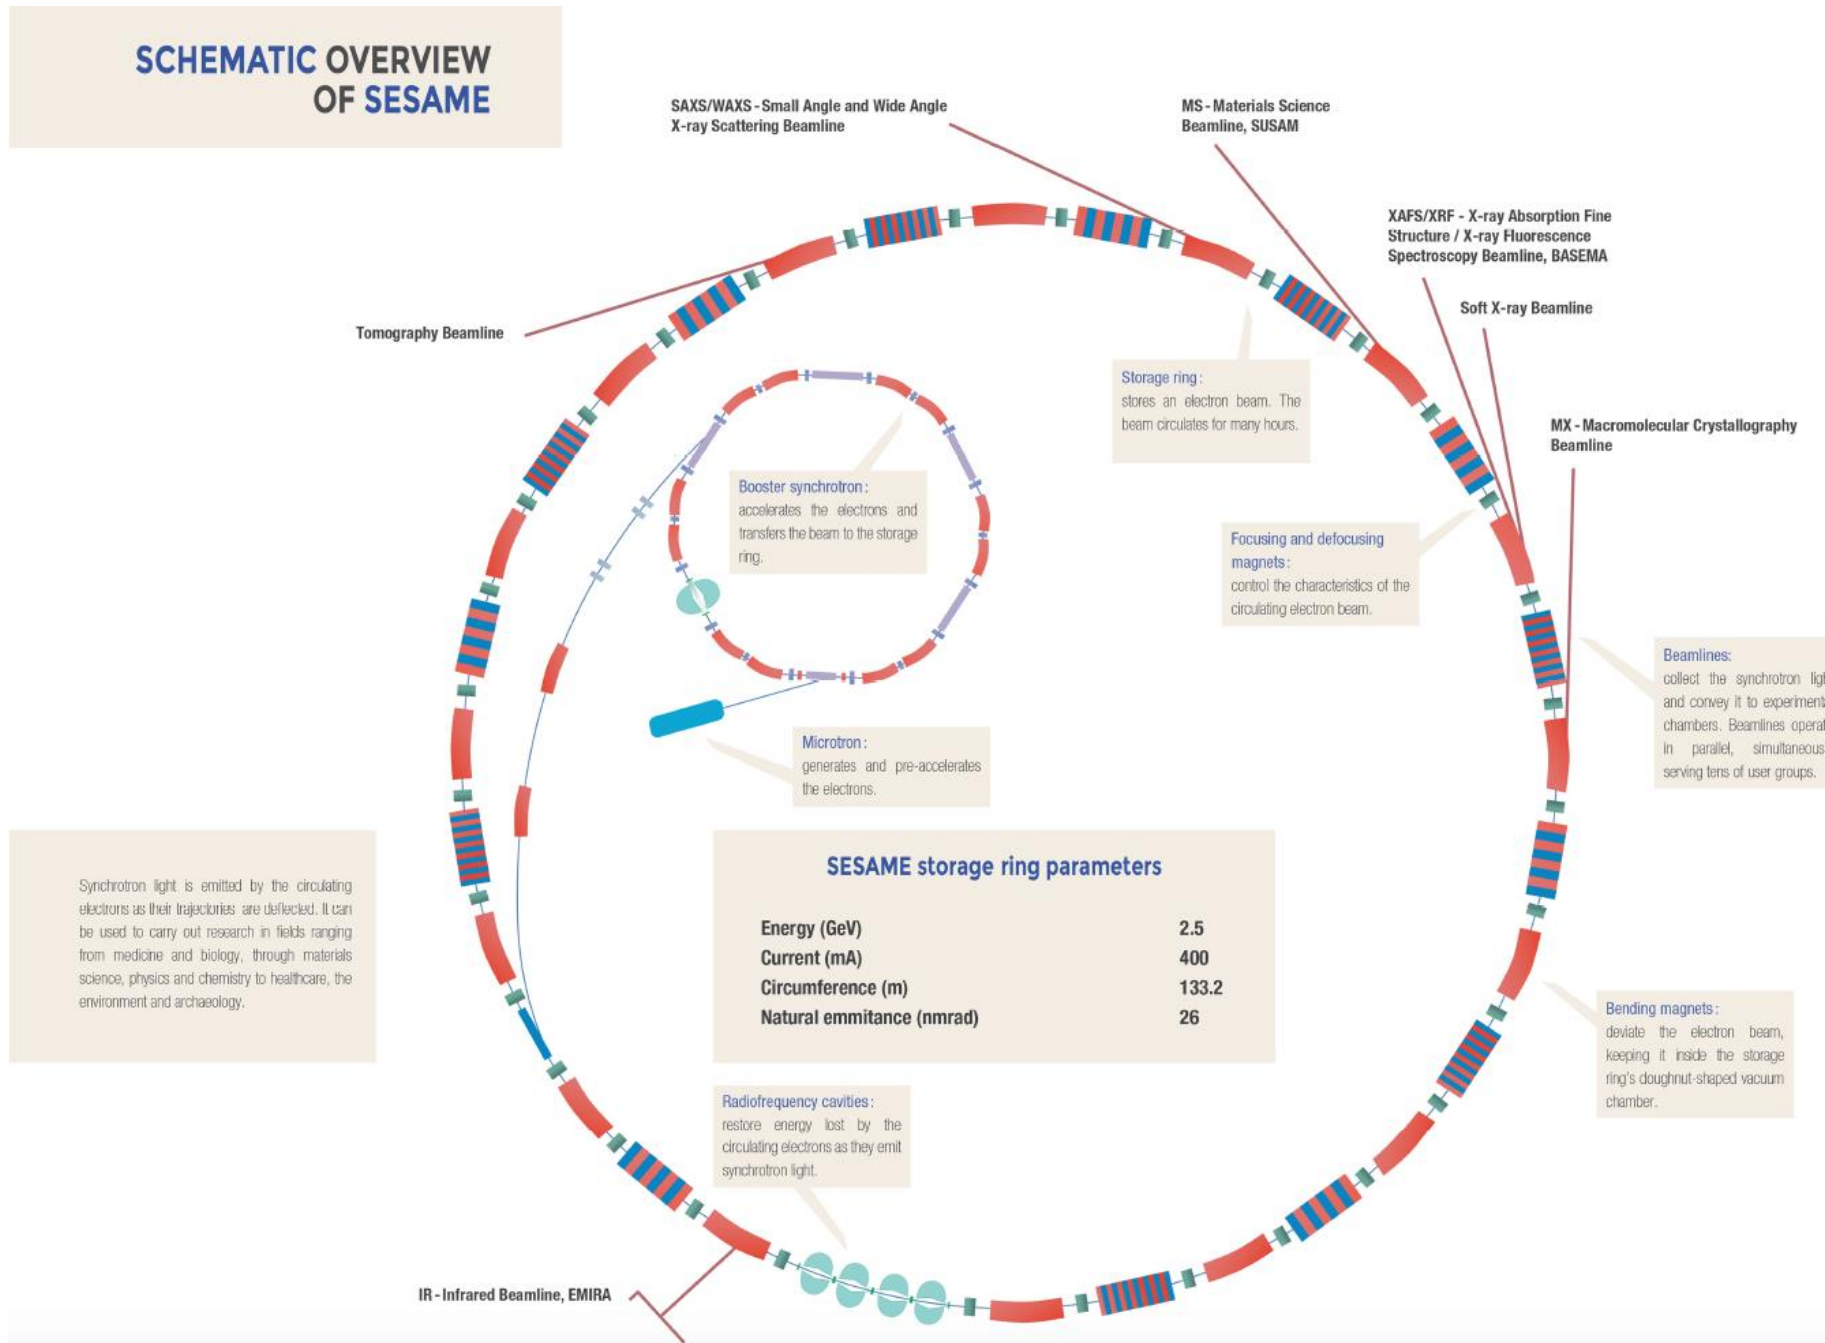 SCHEMATIC OVERVIEW
OF SESAME
SAXS/WAXS - Small Angle and Wide Angle
X-ray Scattering Beamline
MS - Materials Science
Beamline, SUSAM
XAFS/XRF - X-ray Absorption Fine
Structure / X-ray Fluorescence
Spectroscopy Beamline, BASEMA
Soft X-ray Beamline
Tomography Beamline
MX - Macromolecular Crystallography
Beamline
Storage ring:
stores an electron beam. The
beam circulates for many hours.
Booster synchrotron:
accelerates the electrons and
transfers the beam to the storage
ring.
Focusing and defocusing
magnets:
control the characteristics of the
circulating electron beam.
Beamlines:
collect the synchrotron ligh
and convey it to experimenta
chambers. Beamlines operat
in parallel, simultaneous
serving tens of user groups.
Microtron:
generates and pre-accelerates
the electrons.
SESAME storage ring parameters
Energy (GeV) 2.5
Current (mA) 400
Circumference (m) 133.2
Natural emmitance (nmrad) 26
Synchrotron light is emitted by the circulating
electrons as their trajectories are deflected. It can
be used to carry out research in fields ranging
from medicine and biology, through materials
science, physics and chemistry to healthcare, the
environment and archaeology.
Bending magnets:
deviate the electron beam,
keeping it inside the storage
ring's doughnut-shaped vacuum
chamber.
Radiofrequency cavities:
restore energy lost by the
circulating electrons as they emit
synchrotron light.
IR - Infrared Beamline, EMIRA